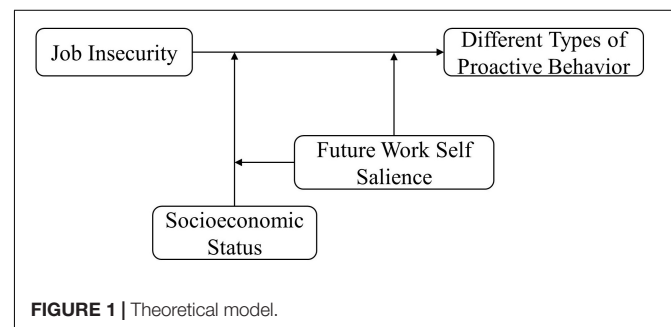 Job Insecurity
Different Types of
Proactive Behavior
Future Work Self
Salience
Socioeconomic
Status
FIGURE 1 | Theoretical model.